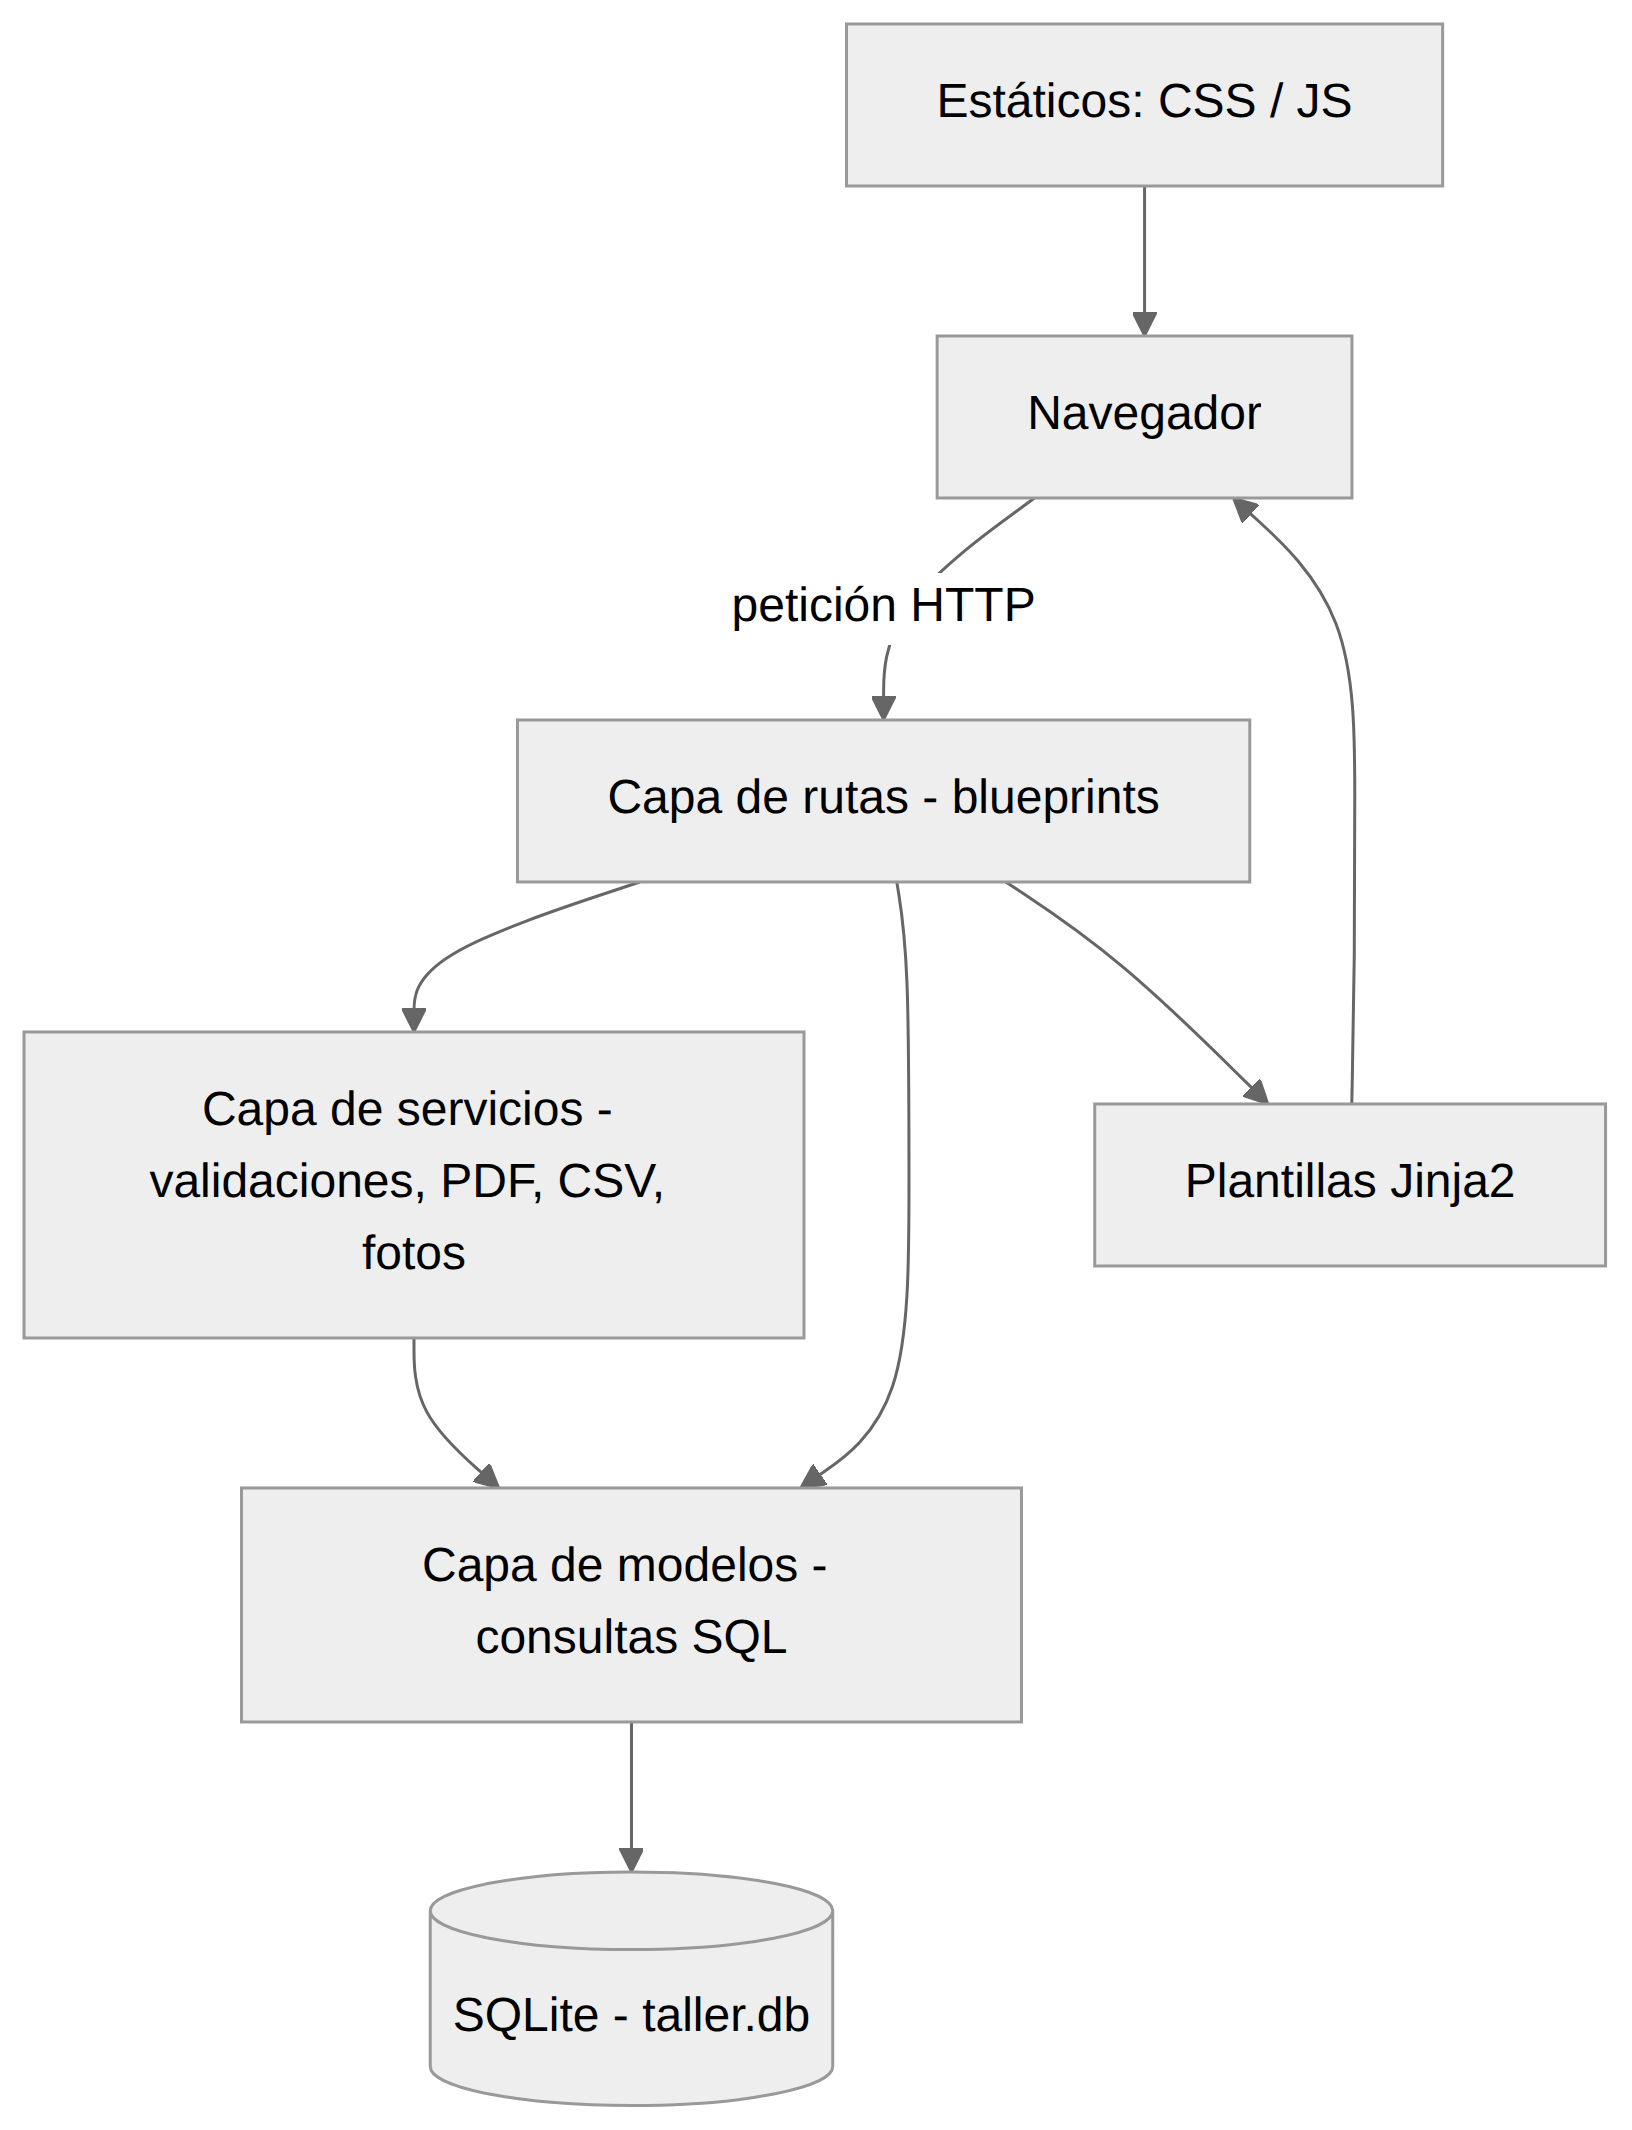 Estáticos: CSS / JS
Navegador
petición HTTP
Capa de rutas - blueprints
Capa de servicios -
validaciones, PDF, CSV,
fotos
Plantillas Jinja2
Capa de modelos -
consultas SQL
SQLite - taller.db